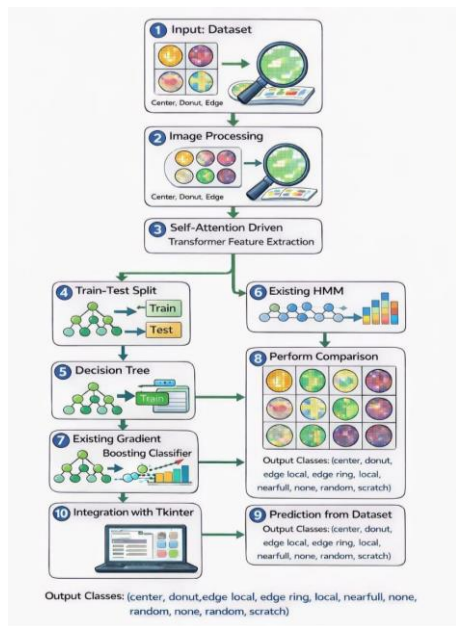 1 Input: Dataset
Center, Donut, Edge
2 Image Processing
Center, Donut, Edge
3 Self-Attention Driven
Transformer Feature Extraction
4 Train-Test Split
Train
Test
6 Existing HMM
5 Decision Tree
Train
8 Perform Comparison
Output Classes: (center, donut,
edge local, edge ring, local,
nearfull, none, random, scratch)
7 Existing Gradient
Boosting Classifier
10 Integration with Tkinter
9 Prediction from Dataset
Output Classes: (center, donut,
edge local, edge ring, local,
nearfull, none, random, scratch)
Output Classes: (center, donut,edge local, edge ring, local, nearfull, none,
random, none, random, scratch)